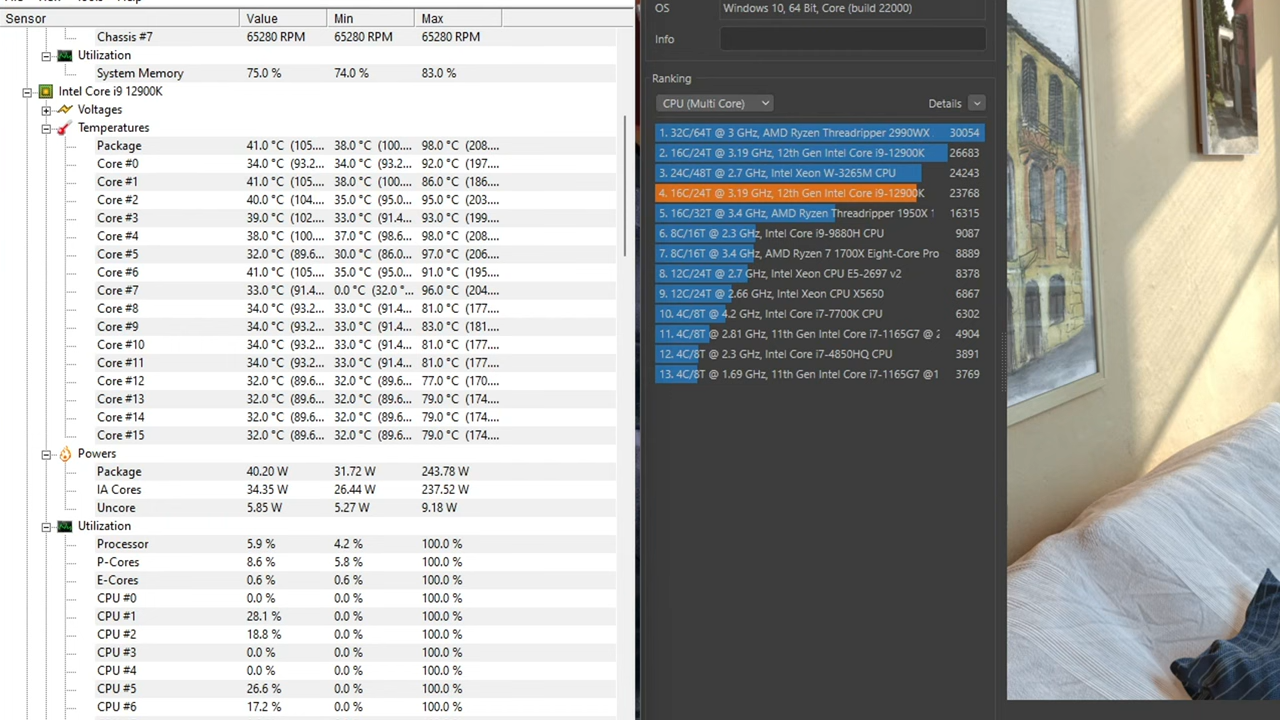 Sensor Value Min Max
Chassis #7 65280 RPM 65280 RPM 65280 RPM
Utilization
System Memory 75.0 % 74.0 % 83.0 %
Intel Core i9 12900K
Voltages
Temperatures
Package 41.0 °C (105.... 38.0 °C (100.... 98.0 °C (208....
Core #0 34.0 °C (93.2... 34.0 °C (93.2... 92.0 °C (197...
Core #1 41.0 °C (105.... 38.0 °C (100.... 86.0 °C (186....
Core #2 40.0 °C (104.... 35.0 °C (95.0... 95.0 °C (203....
Core #3 39.0 °C (102.... 33.0 °C (91.4... 93.0 °C (199....
Core #4 38.0 °C (100.... 37.0 °C (98.6... 98.0 °C (208....
Core #5 32.0 °C (89.6... 30.0 °C (86.0... 97.0 °C (206....
Core #6 41.0 °C (105.... 35.0 °C (95.0... 91.0 °C (195....
Core #7 33.0 °C (91.4... 0.0 °C (32.0 °... 96.0 °C (204....
Core #8 34.0 °C (93.2... 33.0 °C (91.4... 81.0 °C (177....
Core #9 34.0 °C (93.2... 33.0 °C (91.4... 83.0 °C (181....
Core #10 34.0 °C (93.2... 33.0 °C (91.4... 81.0 °C (177....
Core #11 34.0 °C (93.2... 33.0 °C (91.4... 81.0 °C (177....
Core #12 32.0 °C (89.6... 32.0 °C (89.6... 77.0 °C (170....
Core #13 32.0 °C (89.6... 32.0 °C (89.6... 79.0 °C (174....
Core #14 32.0 °C (89.6... 32.0 °C (89.6... 79.0 °C (174....
Core #15 32.0 °C (89.6... 32.0 °C (89.6... 79.0 °C (174....
Powers
Package 40.20 W 31.72 W 243.78 W
IA Cores 34.35 W 26.44 W 237.52 W
Uncore 5.85 W 5.27 W 9.18 W
Utilization
Processor 5.9 % 4.2 % 100.0 %
P-Cores 8.6 % 5.8 % 100.0 %
E-Cores 0.6 % 0.6 % 100.0 %
CPU #0 0.0 % 0.0 % 100.0 %
CPU #1 28.1 % 0.0 % 100.0 %
CPU #2 18.8 % 0.0 % 100.0 %
CPU #3 0.0 % 0.0 % 100.0 %
CPU #4 0.0 % 0.0 % 100.0 %
CPU #5 26.6 % 0.0 % 100.0 %
CPU #6 17.2 % 0.0 % 100.0 %
OS Windows 10, 64 Bit, Core (build 22000)
Info
Ranking
CPU (Multi Core) Details
1. 32C/64T @ 3 GHz, AMD Ryzen Threadripper 2990WX 30054
2. 16C/24T @ 3.19 GHz, 12th Gen Intel Core i9-12900K 26683
3. 24C/48T @ 2.7 GHz, Intel Xeon W-3265M CPU 24243
4. 16C/24T @ 3.19 GHz, 12th Gen Intel Core i9-12900K 23768
5. 16C/32T @ 3.4 GHz, AMD Ryzen Threadripper 1950X 16315
6. 8C/16T @ 2.3 GHz, Intel Core i9-9880H CPU 9087
7. 8C/16T @ 3.4 GHz, AMD Ryzen 7 1700X Eight-Core Pro 8889
8. 12C/24T @ 2.7 GHz, Intel Xeon CPU E5-2697 v2 8378
9. 12C/24T @ 2.66 GHz, Intel Xeon CPU X5650 6867
10. 4C/8T @ 4.2 GHz, Intel Core i7-7700K CPU 6302
11. 4C/8T @ 2.81 GHz, 11th Gen Intel Core i7-1165G7 @ 4904
12. 4C/8T @ 2.3 GHz, Intel Core i7-4850HQ CPU 3891
13. 4C/8T @ 1.69 GHz, 11th Gen Intel Core i7-1165G7 @1 3769